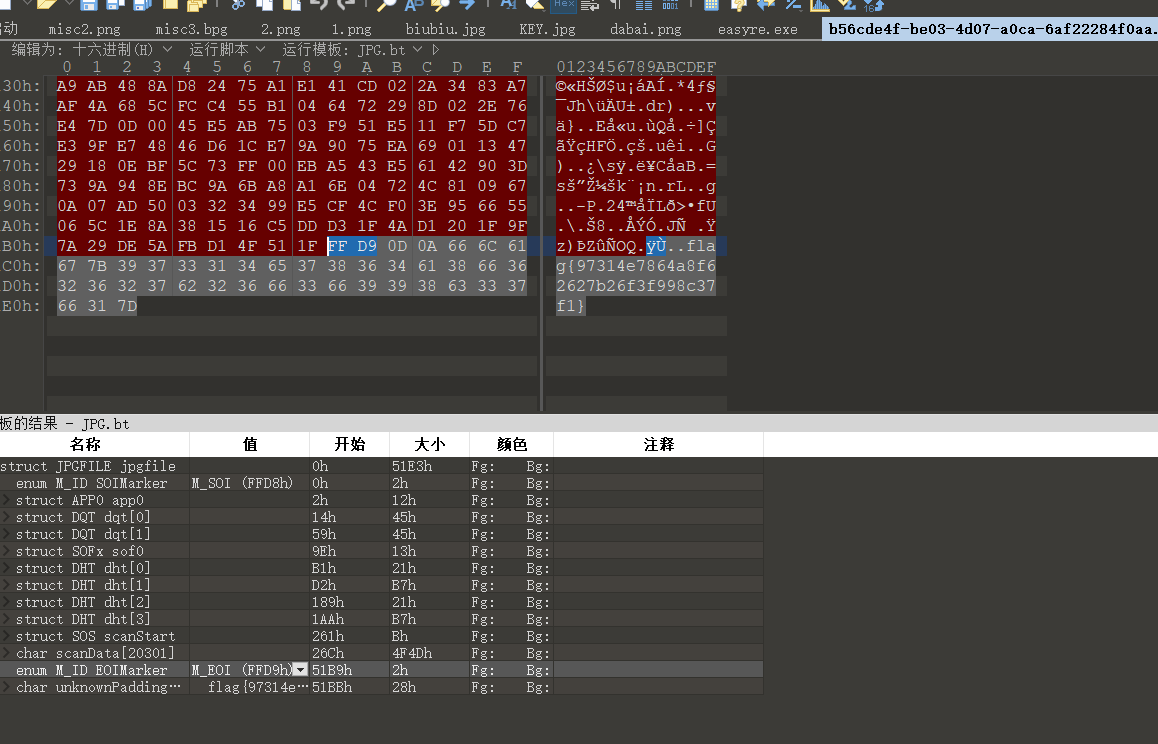 动 misc2.png misc3.bpg 2.png 1.png biubiu.jpg KEY.jpg dabai.png easyre.exe b56cde4f-be03-4d07-a0ca-6af22284f0aa.
编辑为: 十六进制(H) 运行脚本 运行模板: JPG.bt
0 1 2 3 4 5 6 7 8 9 A B C D E F 0123456789ABCDEF
30h: A9 AB 48 8A D8 24 75 A1 E1 41 CD 02 2A 34 83 A7 ©«HŠØ$u¡áAÍ.*4ƒ§
40h: AF 4A 68 5C FC C4 55 B1 04 64 72 29 8D 02 2E 76 ¯Jh\üÄU±.dr)...v
50h: E4 7D 0D 00 45 E5 AB 75 03 F9 51 E5 11 F7 5D C7 ä}..Eå«u.ùQå.÷]Ç
60h: E3 9F E7 48 46 D6 1C E7 9A 90 75 EA 69 01 13 47 ãŸçHFÖ.çš.uêi..G
70h: 29 18 0E BF 5C 73 FF 00 EB A5 43 E5 61 42 90 3D )..¿\sÿ.ë¥CåaB.=
80h: 73 9A 94 8E BC 9A 6B A8 A1 6E 04 72 4C 81 09 67 sš”Ž¼šk¨¡n.rL..g
90h: 0A 07 AD 50 03 32 34 99 E5 CF 4C F0 3E 95 66 55 ..-P.24™åÏLð>•fU
A0h: 06 5C 1E 8A 38 15 16 C5 DD D3 1F 4A D1 20 1F 9F .\.Š8..ÅÝÓ.JÑ .Ÿ
B0h: 7A 29 DE 5A FB D1 4F 51 1F FF D9 0D 0A 66 6C 61 z)ÞZûÑOQ.ÿÙ..fla
C0h: 67 7B 39 37 33 31 34 65 37 38 36 34 61 38 66 36 g{97314e7864a8f6
D0h: 32 36 32 37 62 32 36 66 33 66 39 39 38 63 33 37 2627b26f3f998c37
E0h: 66 31 7D f1}
板的结果 - JPG.bt
名称 值 开始 大小 颜色 注释
struct JPGFILE jpgfile 0h 51E3h Fg: Bg:
enum M_ID SOIMarker M_SOI (FFD8h) 0h 2h Fg: Bg:
struct APP0 app0 2h 12h Fg: Bg:
struct DQT dqt[0] 14h 45h Fg: Bg:
struct DQT dqt[1] 59h 45h Fg: Bg:
struct SOFx sof0 9Eh 13h Fg: Bg:
struct DHT dht[0] B1h 21h Fg: Bg:
struct DHT dht[1] D2h B7h Fg: Bg:
struct DHT dht[2] 189h 21h Fg: Bg:
struct DHT dht[3] 1AAh B7h Fg: Bg:
struct SOS scanStart 261h Bh Fg: Bg:
char scanData[20301] 26Ch 4F4Dh Fg: Bg:
enum M_ID EOIMarker M_EOI (FFD9h) 51B9h 2h Fg: Bg:
char unknownPadding… flag{97314e… 51BBh 28h Fg: Bg: